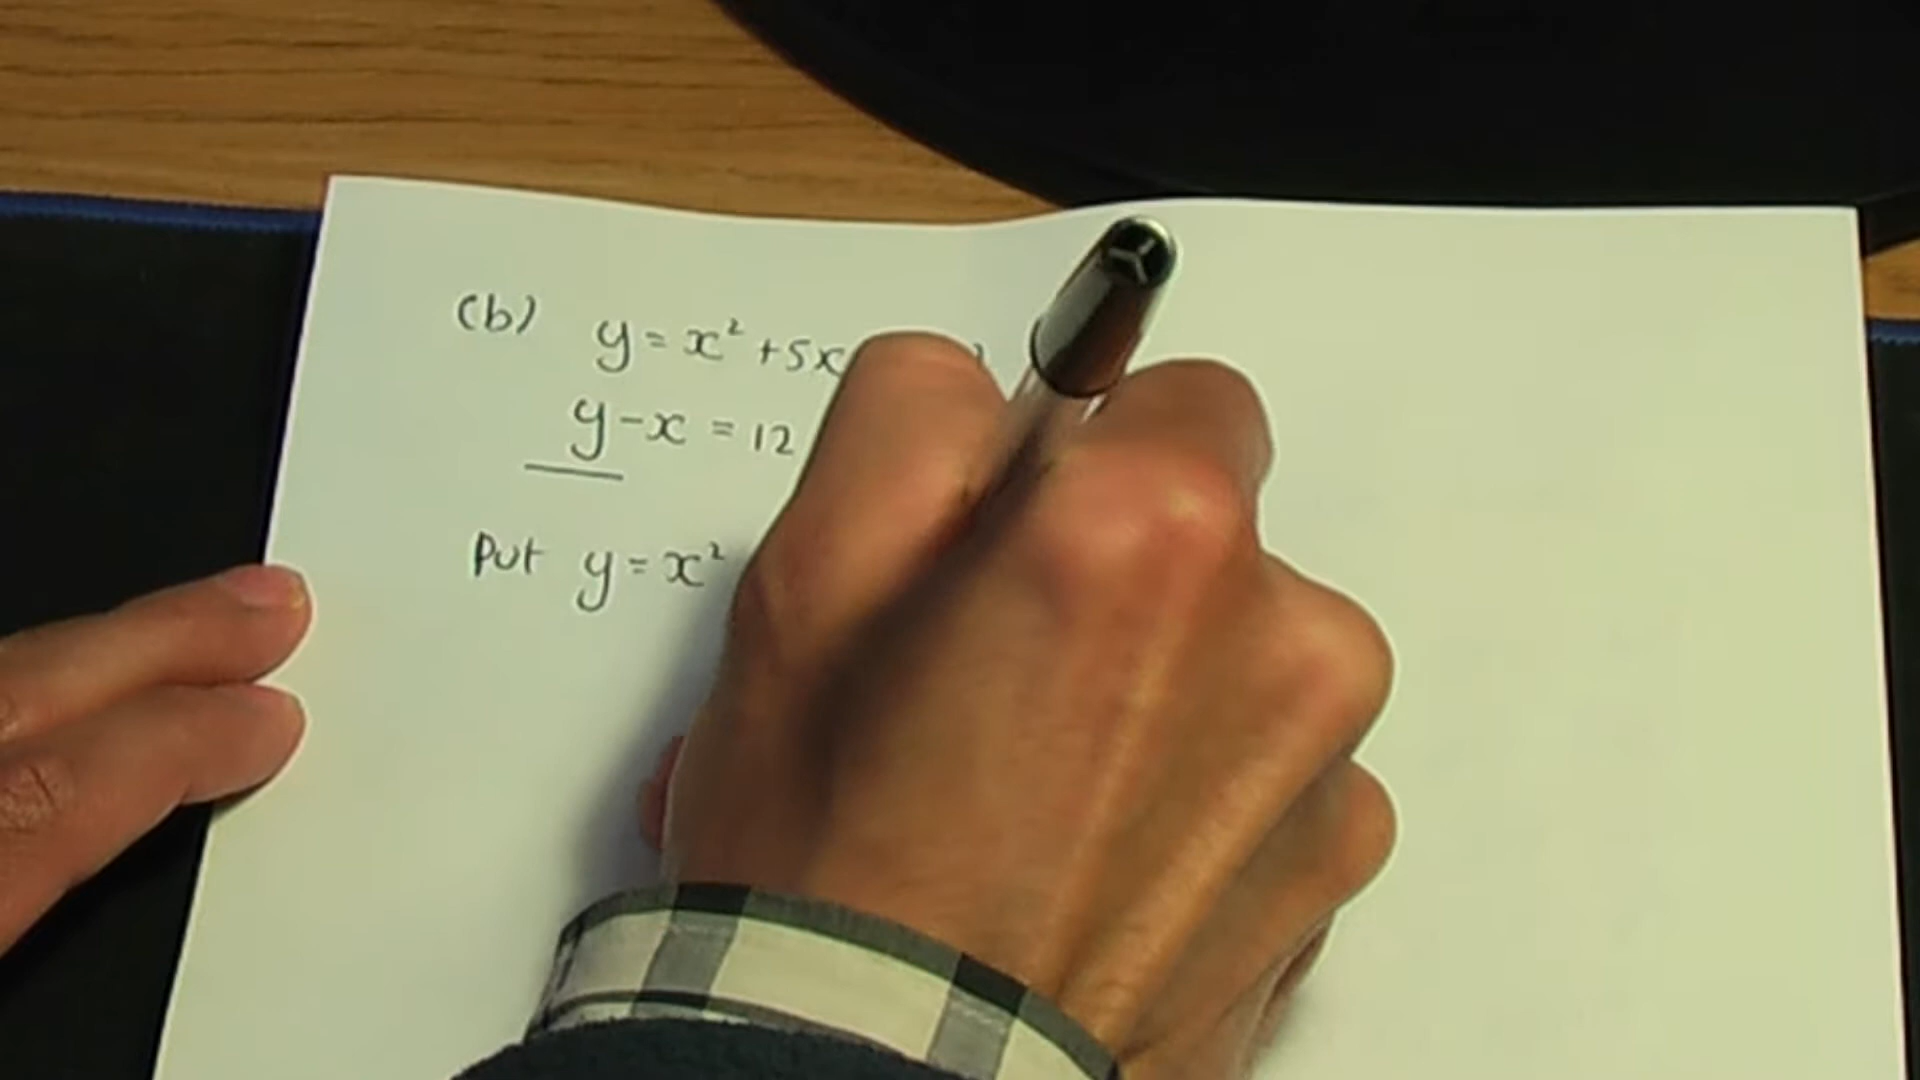 (b) y = x² + 5x
y - x = 12
Put y = x²